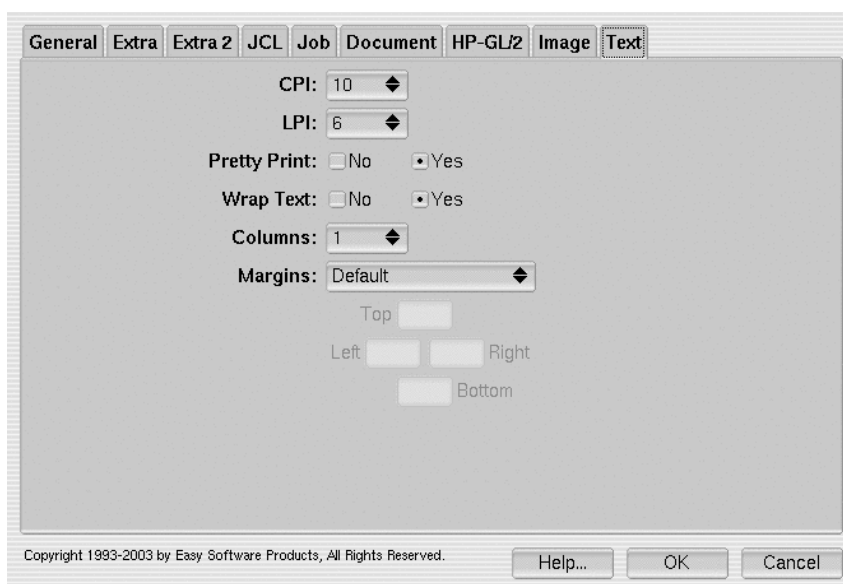 General Extra Extra 2 JCL Job Document HP-GL/2 Image Text
CPI: 10
LPI: 6
Pretty Print: No Yes
Wrap Text: No Yes
Columns: 1
Margins: Default
Top
Left Right
Bottom
Copyright 1993-2003 by Easy Software Products, All Rights Reserved. Help... OK Cancel